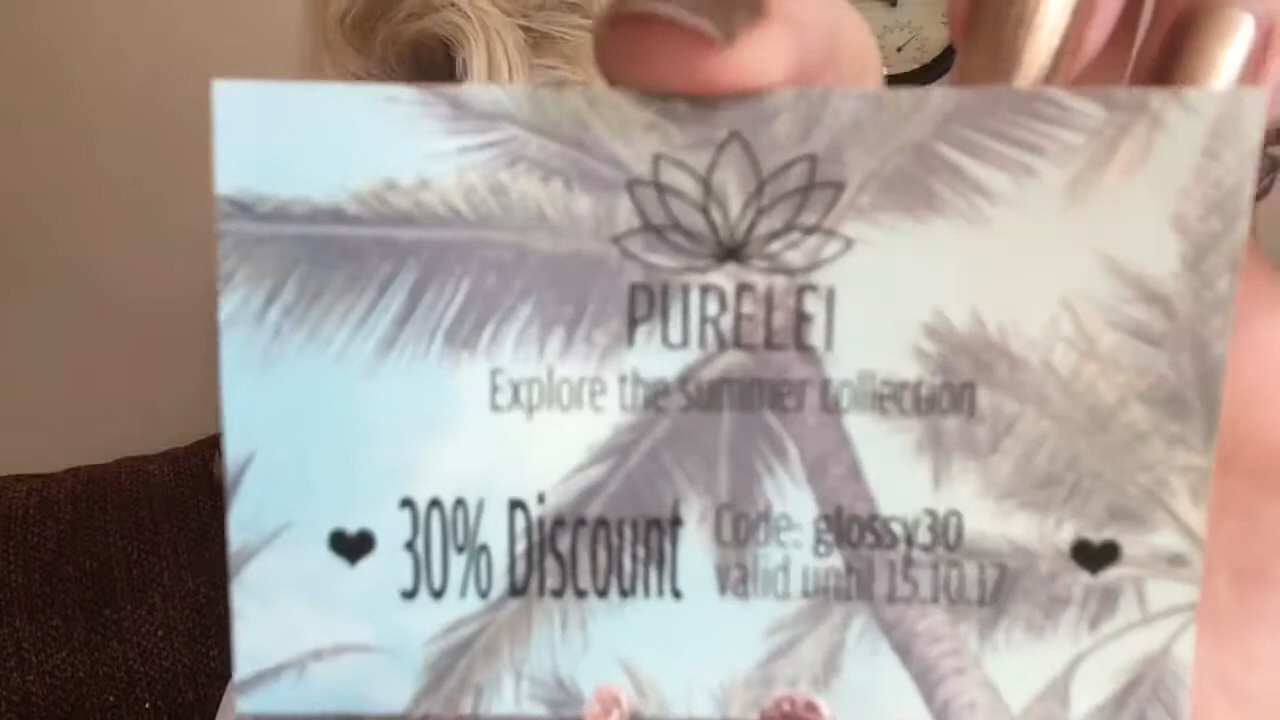 PURELEI
Explore the summer collection
30% Discount
Code: glossy30
valid until 15.10.17